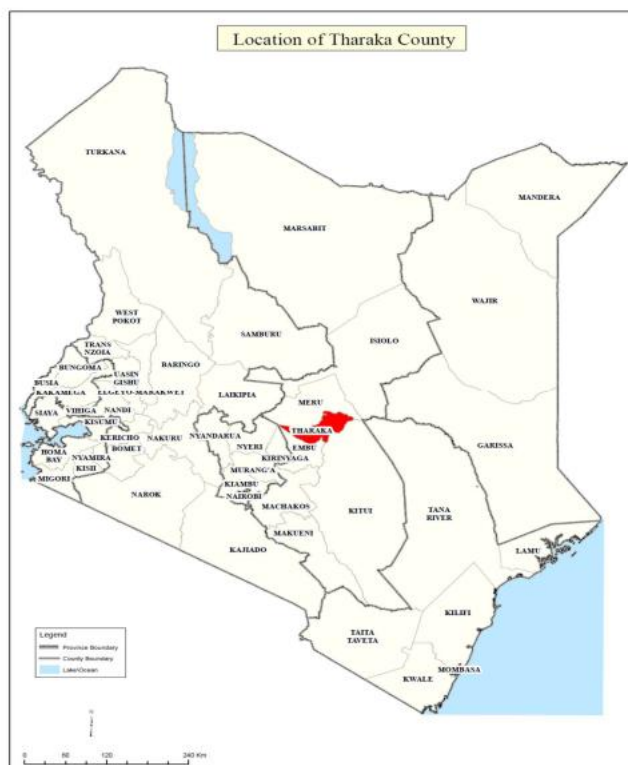 Location of Tharaka County
TURKANA
MANDERA
MARSABIT
WAJIR
WEST
POKOT
SAMBURU
ISIOLO
TRANS
NZOIA
BARINGO
BUNGOMA
UASIN
GISHU
BUSIA
KAKAMEGA
ELGEYO-MARAKWET
LAIKIPIA
MERU
SIAYA
VIHIGA
NANDI
KISUMU
THARAKA
NYANDARUA
GARISSA
KERICHO
NAKURU
NYERI
EMBU
HOMA
BAY
NYAMIRA
BOMET
KIRINYAGA
KISII
MURANG'A
KIAMBU
MIGORI
NAROK
NAIROBI
MACHAKOS
KITUI
TANA
RIVER
MAKUENI
KAJIADO
LAMU
KILIFI
TAITA
TAVETA
MOMBASA
KWALE
Legend
Province Boundary
County Boundary
Lake/Ocean
0 60 120 240 Km